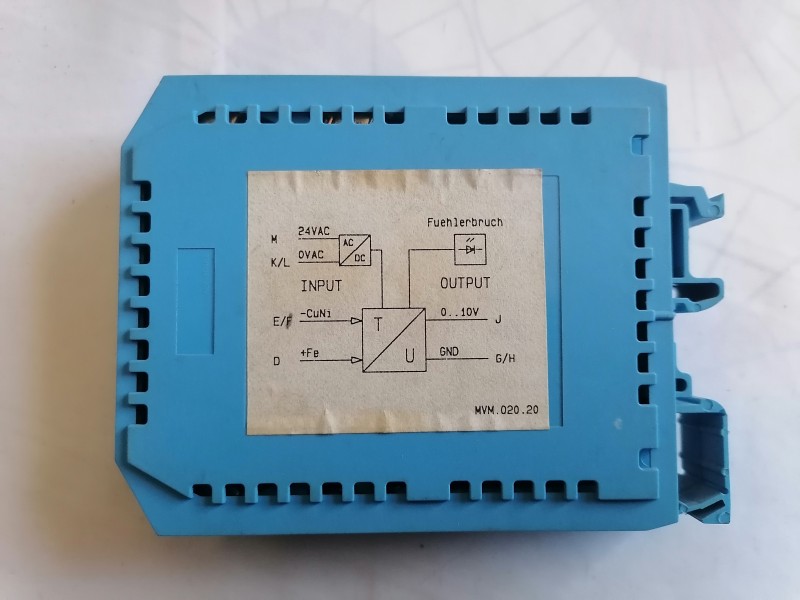 Fuehlerbruch
M 24VAC AC
K/L 0VAC DC
INPUT OUTPUT
E/F -CuNi T 0..10V J
D +Fe U GND G/H
MVM.020.20